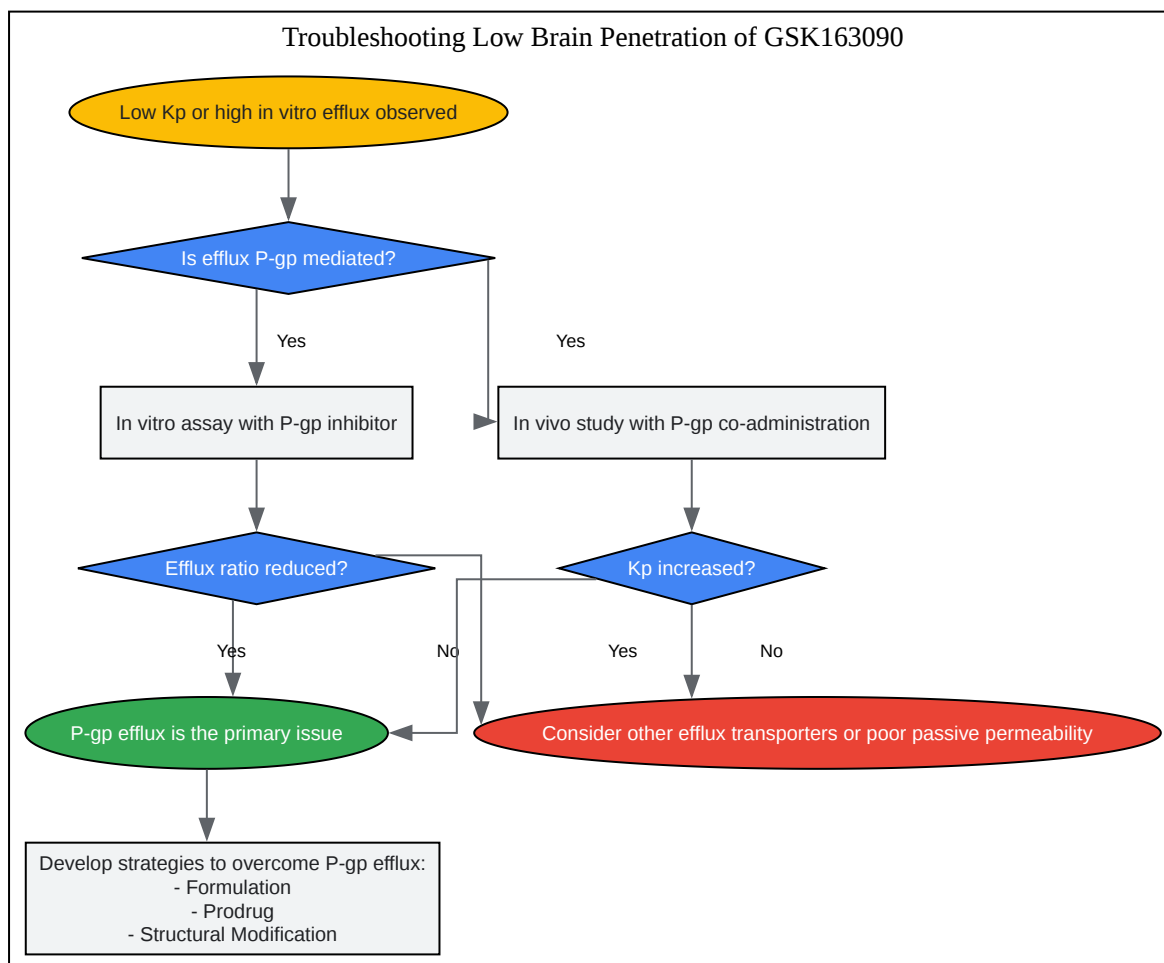 Troubleshooting Low Brain Penetration of GSK163090
Low Kp or high in vitro efflux observed
Is efflux P-gp mediated?
Yes
Yes
In vitro assay with P-gp inhibitor
In vivo study with P-gp co-administration
Efflux ratio reduced?
Kp increased?
Yes
No
Yes
No
P-gp efflux is the primary issue
Consider other efflux transporters or poor passive permeability
Develop strategies to overcome P-gp efflux:
- Formulation
- Prodrug
- Structural Modification